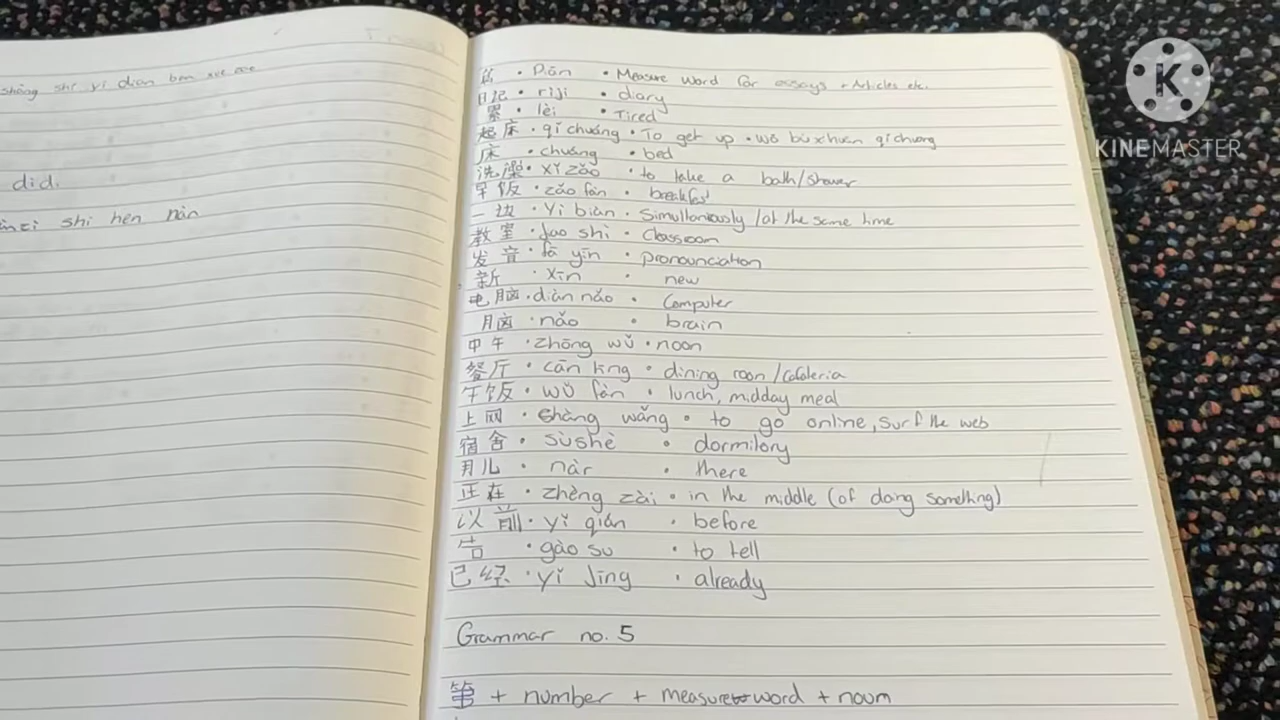 shàng shì yí diàn
did.
shì hěn nán
篇 • Piān • Measure word for essays + Articles etc.
日记 • rìjì • diary
累 • lèi • Tired
起床 • qǐ chuáng • To get up • wǒ bù xhuān qǐ chuang
床 • chuáng • bed
洗澡 • xǐ zǎo • to take a bath/shower
早饭 • zǎo fàn • breakfast
一边 • Yì biān • Simultaneously /at the same time
教室 • Jiao shì • Classroom
发音 • fā yīn • pronounciation
新 • xīn • new
电脑 • diàn nǎo • Computer
脑 • nǎo • brain
中午 • zhōng wǔ • noon
餐厅 • cān tīng • dining room /Cafeteria
午饭 • wǔ fàn • lunch, midday meal
上网 • shàng wǎng • to go online, surf the web
宿舍 • sùshè • dormitory
那儿 • nàr • there
正在 • zhèng zài • in the middle (of doing something)
以前 • yǐ qián • before
告 • gào su • to tell
已经 • yǐ Jīng • already
Grammar no. 5
第 + number + measure word + noun
KINEMASTER